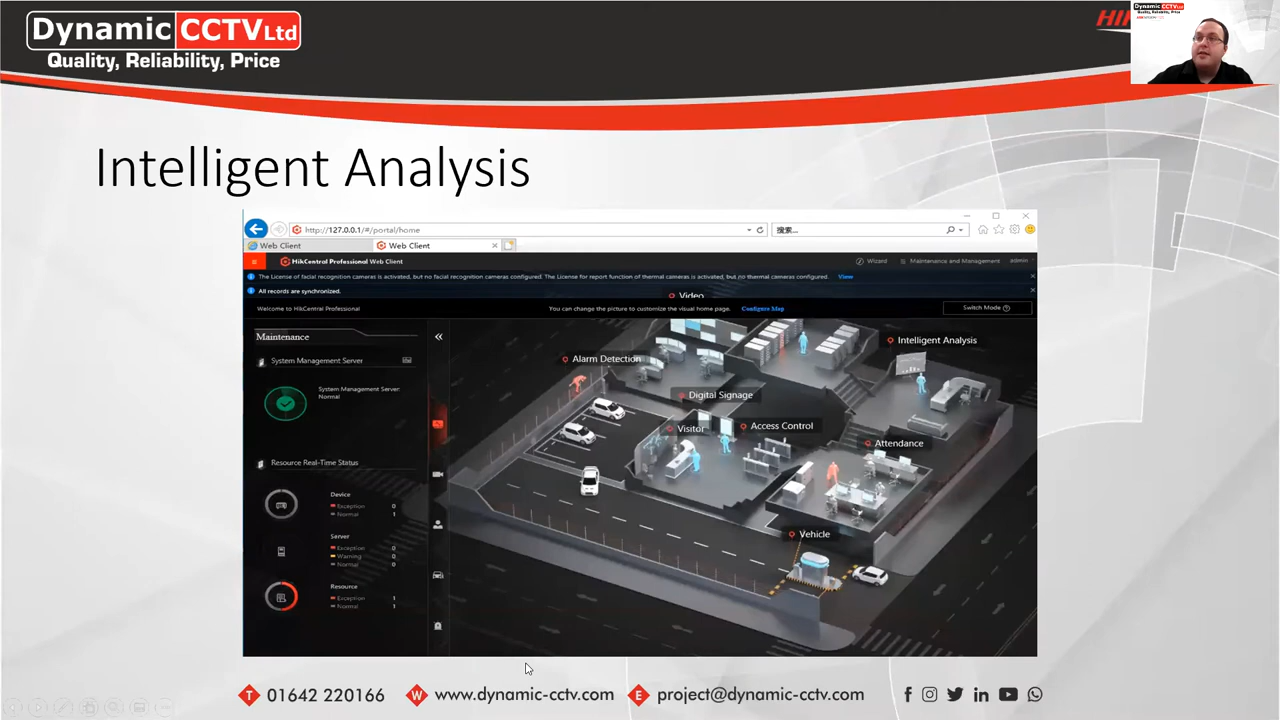 Dynamic CCTV Ltd
Quality, Reliability, Price
HIK
Dynamic CCTV Ltd
Quality, Reliability, Price
Intelligent Analysis
http://127.0.0.1/#/portal/home
搜索...
Web Client
Web Client
HikCentral Professional Web Client
Wizard
Maintenance and Management
admin
The License of facial recognition cameras is activated, but no facial recognition cameras configured. The License for report function of thermal cameras is activated, but no thermal cameras configured. View
All records are synchronized.
Video
Welcome to HikCentral Professional
You can change the picture to customize the visual home page. Configure Map
Switch Mode
Maintenance
System Management Server
System Management Server:
Normal
Resource Real-Time Status
Device
Exception 0
Normal 1
Server
Exception 0
Warning 0
Normal 0
Resource
Exception 1
Normal 1
Intelligent Analysis
Alarm Detection
Digital Signage
Visitor
Access Control
Attendance
Vehicle
T 01642 220166
W www.dynamic-cctv.com
E project@dynamic-cctv.com